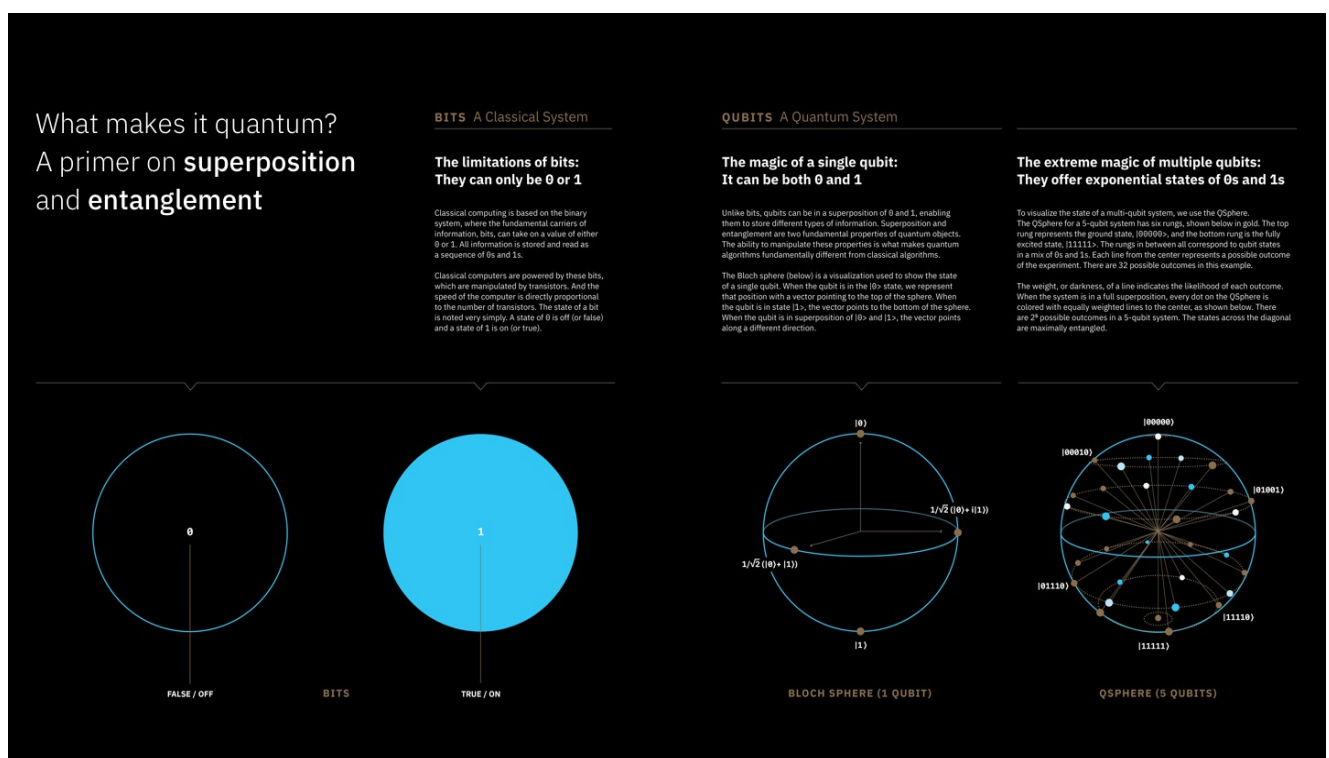 What makes it quantum?
A primer on superposition
and entanglement
BITS A Classical System
The limitations of bits:
They can only be 0 or 1
Classical computing is based on the binary
system, where the fundamental carriers of
information, bits, can take on a value of either
0 or 1. All information is stored and read as
a sequence of 0s and 1s.
Classical computers are powered by these bits,
which are manipulated by transistors. And the
speed of the computer is directly proportional
to the number of transistors. The state of a bit
is noted very simply. A state of 0 is off (or false)
and a state of 1 is on (or true).
QUBITS A Quantum System
The magic of a single qubit:
It can be both 0 and 1
Unlike bits, qubits can be in a superposition of 0 and 1, enabling
them to store different types of information. Superposition and
entanglement are two fundamental properties of quantum objects.
The ability to manipulate these properties is what makes quantum
algorithms fundamentally different from classical algorithms.
The Bloch sphere (below) is a visualization used to show the state
of a single qubit. When the qubit is in the |0> state, we represent
that position with a vector pointing to the top of the sphere. When
the qubit is in state |1>, the vector points to the bottom of the sphere.
When the qubit is in superposition of |0> and |1>, the vector points
along a different direction.
The extreme magic of multiple qubits:
They offer exponential states of 0s and 1s
To visualize the state of a multi-qubit system, we use the QSphere.
The QSphere for a 5-qubit system has six rungs, shown below in gold. The top
rung represents the ground state, |00000>, and the bottom rung is the fully
excited state, |11111>. The rungs in between all correspond to qubit states
in a mix of 0s and 1s. Each line from the center represents a possible outcome
of the experiment. There are 32 possible outcomes in this example.
The weight, or darkness, of a line indicates the likelihood of each outcome.
When the system is in a full superposition, every dot on the QSphere is
colored with equally weighted lines to the center, as shown below. There
are possible outcomes in a 5-qubit system. The states across the diagonal
are maximally entangled.
0
FALSE / OFF
BITS
1
TRUE / ON
|0⟩
1/√2 (|0⟩+ i|1⟩)
1/√2 (|0⟩+ |1⟩)
|1⟩
BLOCH SPHERE (1 QUBIT)
|00000⟩
|00010⟩
|01001⟩
|01110⟩
|11110⟩
|11111⟩
QSPHERE (5 QUBITS)